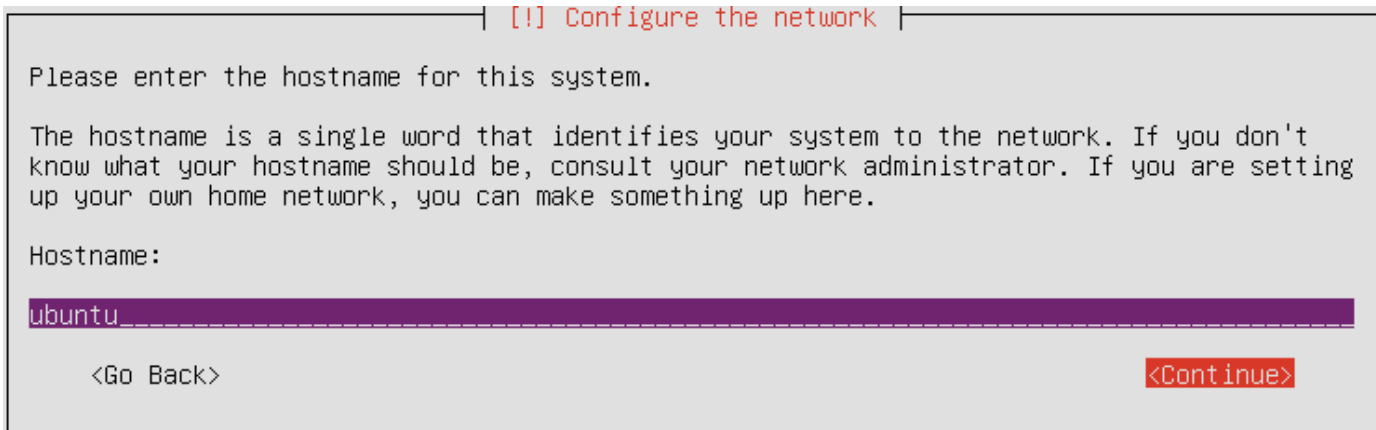 [!] Configure the network
Please enter the hostname for this system.
The hostname is a single word that identifies your system to the network. If you don't
know what your hostname should be, consult your network administrator. If you are setting
up your own home network, you can make something up here.
Hostname:
ubuntu
<Go Back> <Continue>